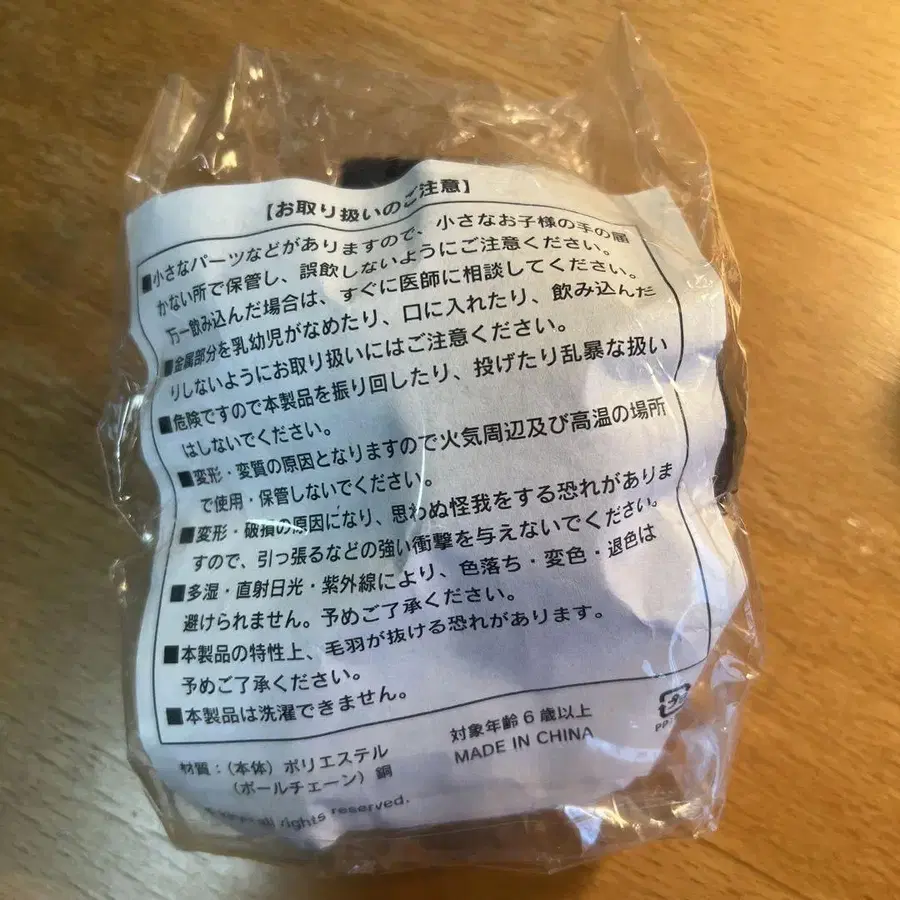 【お取り扱いのご注意】
■小さなパーツなどがありますので、小さなお子様の手の届
かない所で保管し、誤飲しないようにご注意ください。
万一飲み込んだ場合は、すぐに医師に相談してください。
■金属部分を乳幼児がなめたり、口に入れたり、飲み込んだ
りしないようにお取り扱いにはご注意ください。
■危険ですので本製品を振り回したり、投げたり乱暴な扱い
はしないでください。
■変形・変質の原因となりますので火気周辺及び高温の場所
で使用・保管しないでください。
■変形・破損の原因になり、思わぬ怪我をする恐れがありま
すので、引っ張るなどの強い衝撃を与えないでください。
■多湿・直射日光・紫外線により、色落ち・変色・退色は
避けられません。予めご了承ください。
■本製品の特性上、毛羽が抜ける恐れがあります。
予めご了承ください。
■本製品は洗濯できません。
材質：（本体）ポリエステル
（ボールチェーン）銅
対象年齢6歳以上
MADE IN CHINA
PP
all rights reserved.